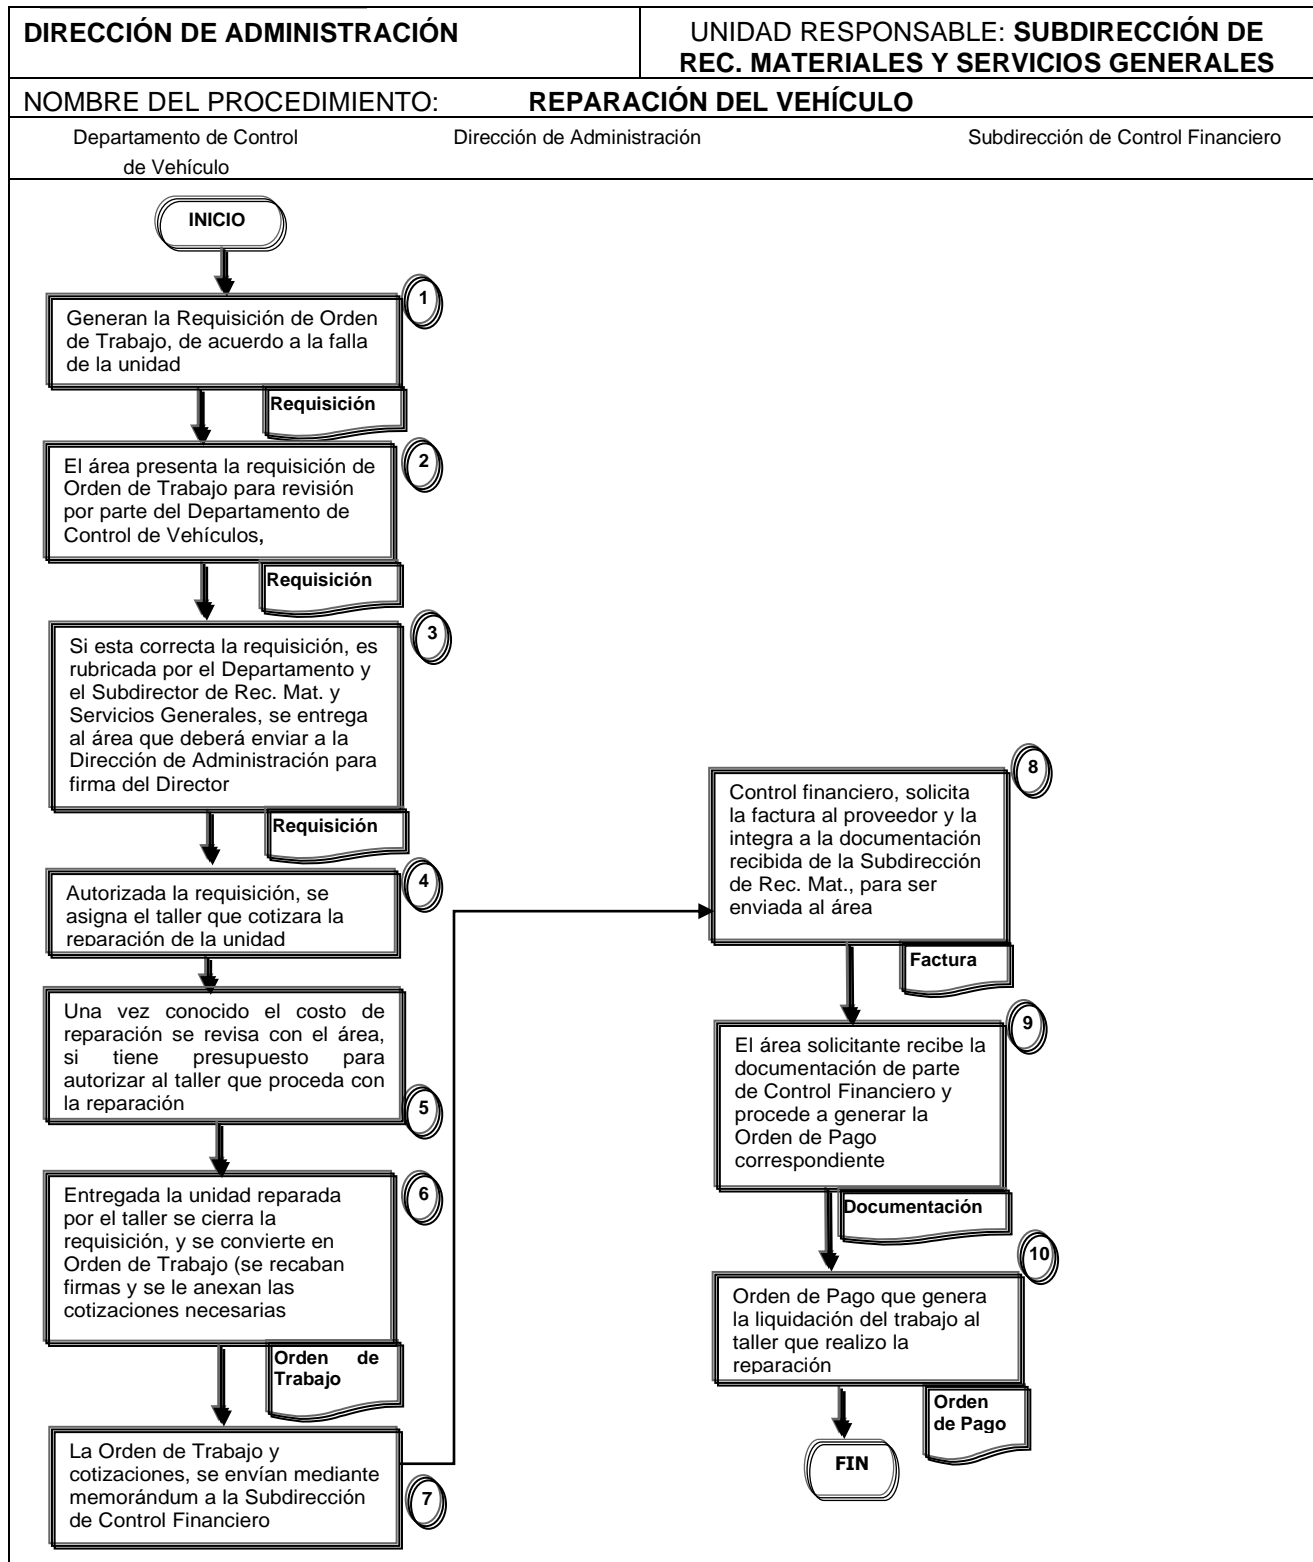 DIRECCIÓN DE ADMINISTRACIÓN
UNIDAD RESPONSABLE: SUBDIRECCIÓN DE
REC. MATERIALES Y SERVICIOS GENERALES
NOMBRE DEL PROCEDIMIENTO: REPARACIÓN DEL VEHÍCULO
Departamento de Control
de Vehículo
Dirección de Administración
Subdirección de Control Financiero
INICIO
1
Generan la Requisición de Orden
de Trabajo, de acuerdo a la falla
de la unidad
Requisición
2
El área presenta la requisición de
Orden de Trabajo para revisión
por parte del Departamento de
Control de Vehículos,
Requisición
3
Si esta correcta la requisición, es
rubricada por el Departamento y
el Subdirector de Rec. Mat. y
Servicios Generales, se entrega
al área que deberá enviar a la
Dirección de Administración para
firma del Director
Requisición
4
Autorizada la requisición, se
asigna el taller que cotizara la
reparación de la unidad
Una vez conocido el costo de
reparación se revisa con el área,
si tiene presupuesto para
autorizar al taller que proceda con
la reparación
5
6
Entregada la unidad reparada
por el taller se cierra la
requisición, y se convierte en
Orden de Trabajo (se recaban
firmas y se le anexan las
cotizaciones necesarias
Orden de
Trabajo
La Orden de Trabajo y
cotizaciones, se envían mediante
memorándum a la Subdirección
de Control Financiero
7
8
Control financiero, solicita
la factura al proveedor y la
integra a la documentación
recibida de la Subdirección
de Rec. Mat., para ser
enviada al área
Factura
9
El área solicitante recibe la
documentación de parte
de Control Financiero y
procede a generar la
Orden de Pago
correspondiente
Documentación
10
Orden de Pago que genera
la liquidación del trabajo al
taller que realizo la
reparación
Orden
de Pago
FIN